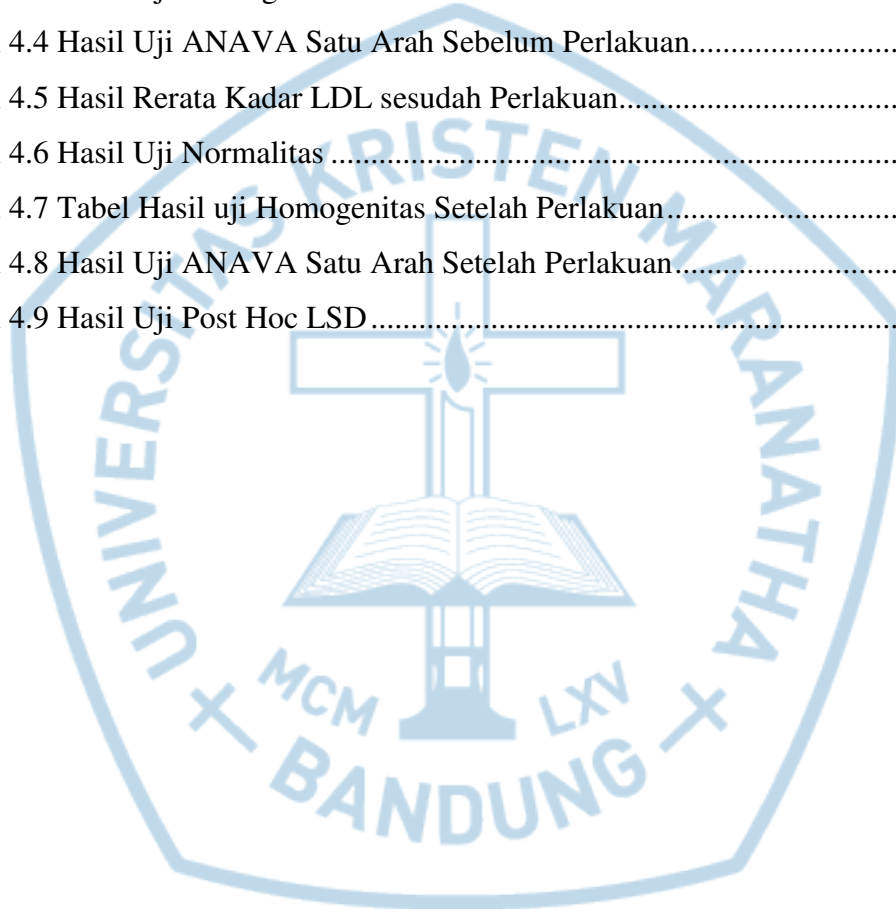 4.4 Hasil Uji ANAVA Satu Arah Sebelum Perlakuan...............................
4.5 Hasil Rerata Kadar LDL sesudah Perlakuan..........................................
4.6 Hasil Uji Normalitas ...............................................................................
4.7 Tabel Hasil uji Homogenitas Setelah Perlakuan...................................
4.8 Hasil Uji ANAVA Satu Arah Setelah Perlakuan..................................
4.9 Hasil Uji Post Hoc LSD .........................................................................
UNIVERSITAS KRISTEN MARANATHA
MCM LXV
BANDUNG